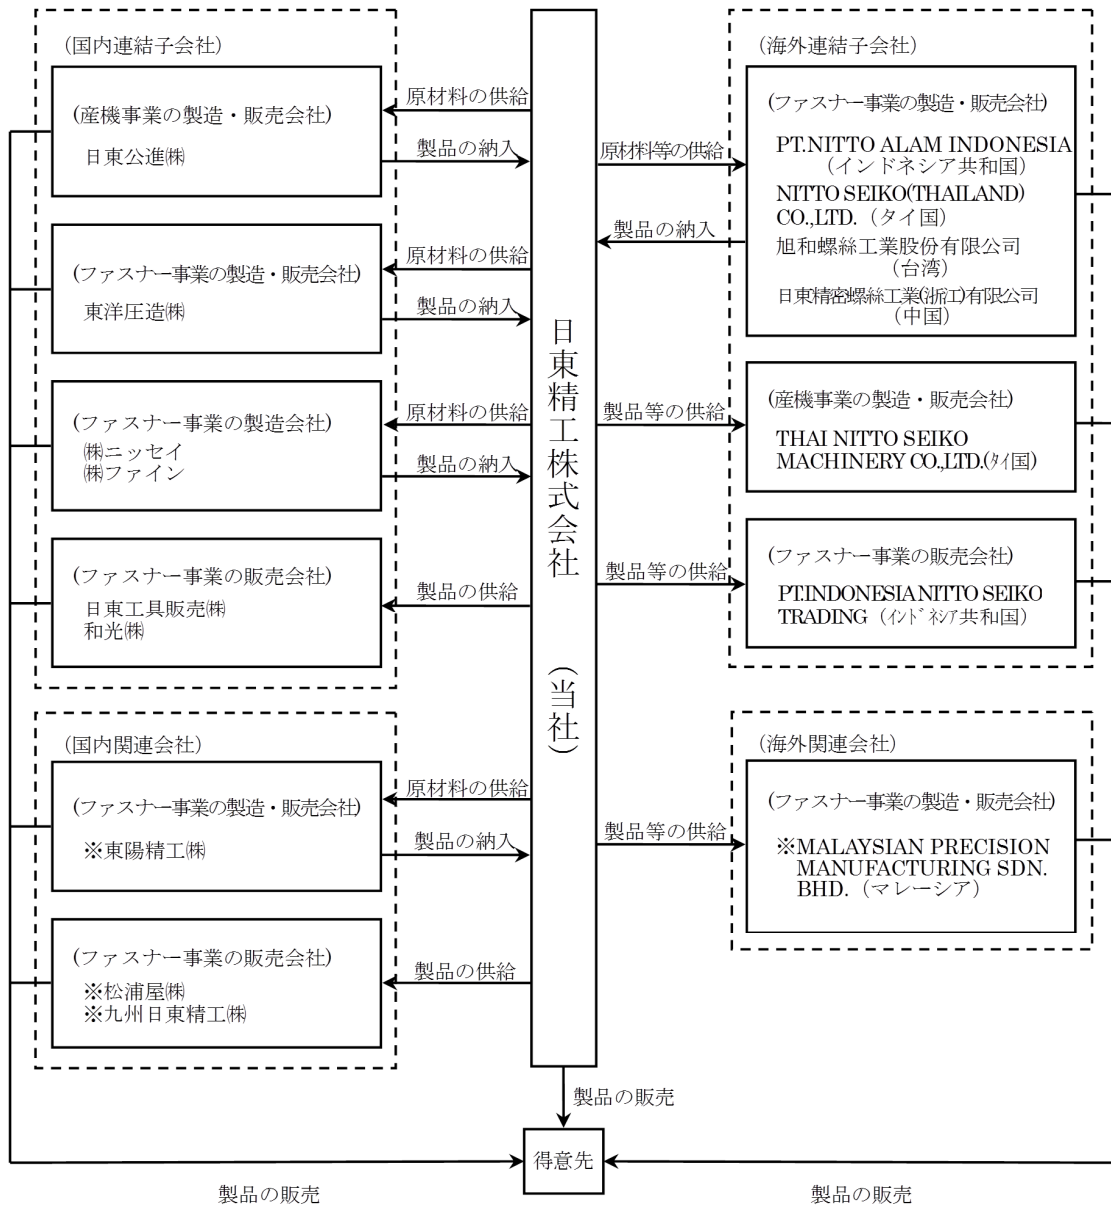 (国内連結子会社)
(産機事業の製造・販売会社)
日東公進㈱
(ファスナー事業の製造・販売会社)
東洋圧造㈱
(ファスナー事業の製造会社)
㈱ニッセイ
㈱ファイン
(ファスナー事業の販売会社)
日東工具販売㈱
和光㈱
(国内関連会社)
(ファスナー事業の製造・販売会社)
※東陽精工㈱
(ファスナー事業の販売会社)
※松浦屋㈱
※九州日東精工㈱
原材料の供給
製品の納入
原材料の供給
製品の納入
原材料の供給
製品の納入
製品の供給
原材料の供給
製品の納入
製品の供給
日東精工株式会社
(当社)
原材料等の供給
製品の納入
製品等の供給
製品等の供給
製品等の供給
(海外連結子会社)
(ファスナー事業の製造・販売会社)
PT.NITTO ALAM INDONESIA
(インドネシア共和国)
NITTO SEIKO(THAILAND)
CO.,LTD.(タイ国)
旭和螺絲工業股份有限公司
(台湾)
日東精密螺絲工業(浙江)有限公司
(中国)
(産機事業の製造・販売会社)
THAI NITTO SEIKO
MACHINERY CO.,LTD.(ﾀｲ国)
(ファスナー事業の販売会社)
PT.INDONESIA NITTO SEIKO
TRADING (ｲﾝﾄﾞﾈｼｱ共和国)
(海外関連会社)
(ファスナー事業の製造・販売会社)
※MALAYSIAN PRECISION
MANUFACTURING SDN.
BHD.(マレーシア)
製品の販売
得意先
製品の販売
製品の販売